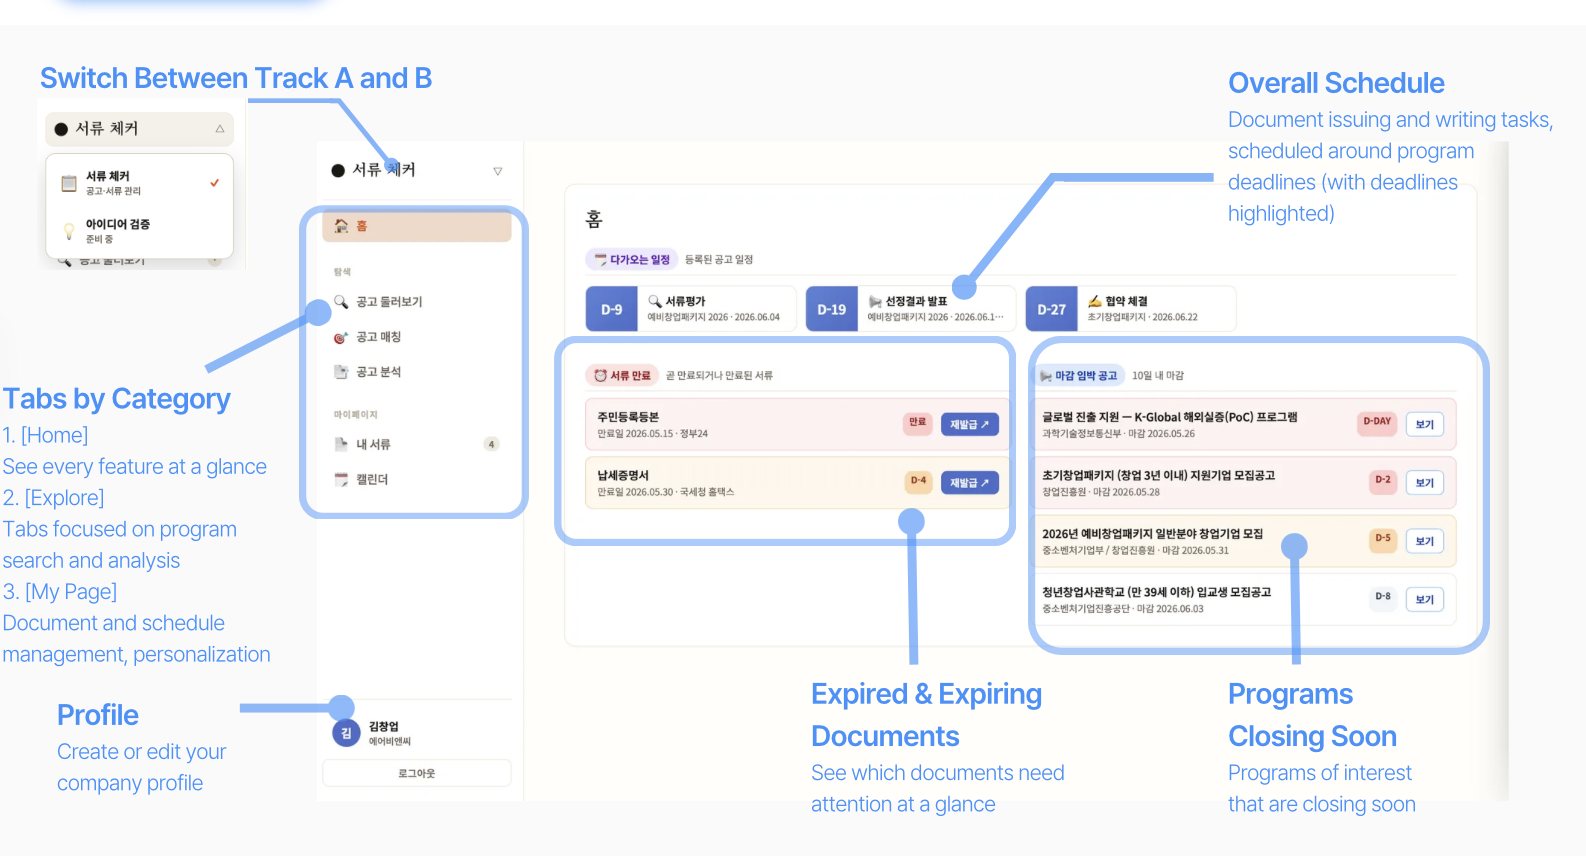 Switch Between Track A and B
서류 체커
서류 체커
공고·서류 관리
아이디어 검증
준비 중
공고 둘러보기
서류 체커
홈
탐색
공고 둘러보기
공고 매칭
공고 분석
마이페이지
내 서류
4
캘린더
김
김창업
에어비앤씨
로그아웃
Tabs by Category
1. [Home]
See every feature at a glance
2. [Explore]
Tabs focused on program
search and analysis
3. [My Page]
Document and schedule
management, personalization
Profile
Create or edit your
company profile
Overall Schedule
Document issuing and writing tasks,
scheduled around program
deadlines (with deadlines
highlighted)
홈
다가오는 일정 등록된 공고 일정
D-9
서류평가
예비창업패키지 2026 · 2026.06.04
D-19
선정결과 발표
예비창업패키지 2026 · 2026.06.1…
D-27
협약 체결
초기창업패키지 · 2026.06.22
서류 만료 곧 만료되거나 만료된 서류
주민등록등본
만료일 2026.05.15 · 정부24
만료
재발급 ↗
납세증명서
만료일 2026.05.30 · 국세청 홈택스
D-4
재발급 ↗
마감 임박 공고 10일 내 마감
글로벌 진출 지원 — K-Global 해외실증(PoC) 프로그램
과학기술정보통신부 · 마감 2026.05.26
D-DAY
보기
초기창업패키지 (창업 3년 이내) 지원기업 모집공고
창업진흥원 · 마감 2026.05.28
D-2
보기
2026년 예비창업패키지 일반분야 창업기업 모집
중소벤처기업부 / 창업진흥원 · 마감 2026.05.31
D-5
보기
청년창업사관학교 (만 39세 이하) 입교생 모집공고
중소벤처기업진흥공단 · 마감 2026.06.03
D-8
보기
Expired & Expiring
Documents
See which documents need
attention at a glance
Programs
Closing Soon
Programs of interest
that are closing soon